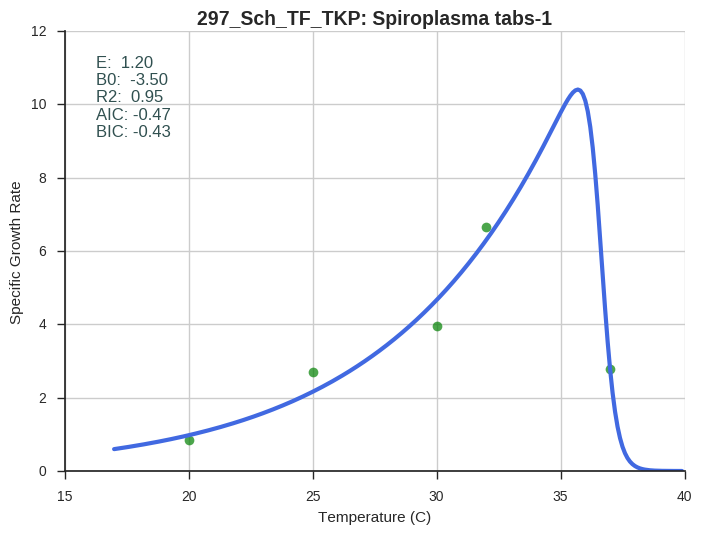 297_Sch_TF_TKP: Spiroplasma tabs-1
E:  1.20
B0:  -3.50
R2:  0.95
AIC: -0.47
BIC: -0.43
Specific Growth Rate
12
10
8
6
4
2
0
15 20 25 30 35 40
Temperature (C)